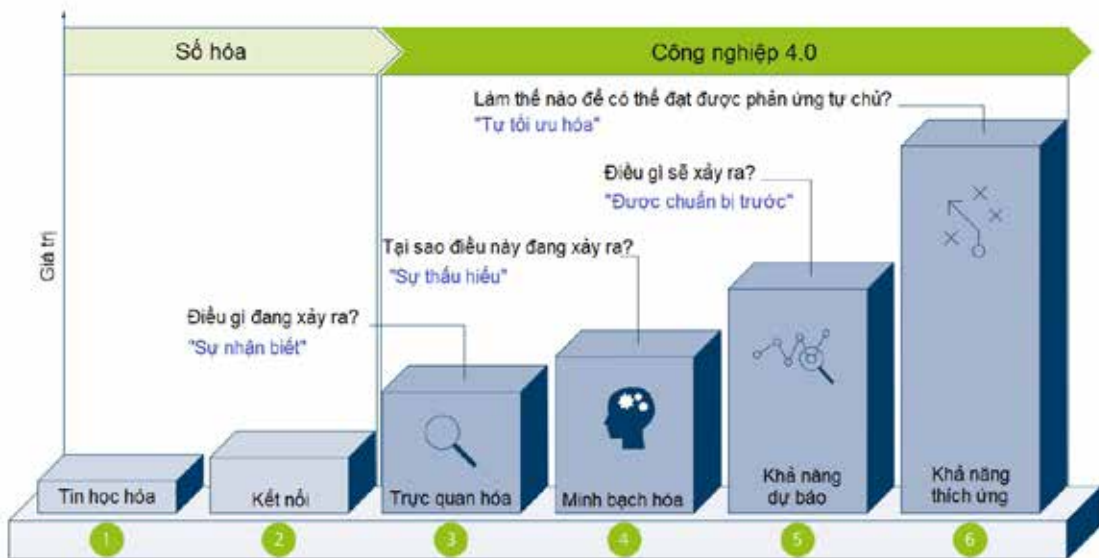 Số hóa
Công nghiệp 4.0
Làm thế nào để có thể đạt được phản ứng tự chủ?
"Tự tối ưu hóa"
Điều gì sẽ xảy ra?
"Được chuẩn bị trước"
Tại sao điều này đang xảy ra?
"Sự thấu hiểu"
Điều gì đang xảy ra?
"Sự nhận biết"
Giá trị
Tin học hóa
Kết nối
Trực quan hóa
Minh bạch hóa
Khả năng
dự báo
Khả năng
thích ứng
1
2
3
4
5
6